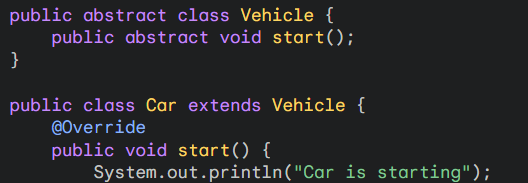 public abstract class Vehicle {
    public abstract void start();
}

public class Car extends Vehicle {
    @Override
    public void start() {
        System.out.println("Car is starting");